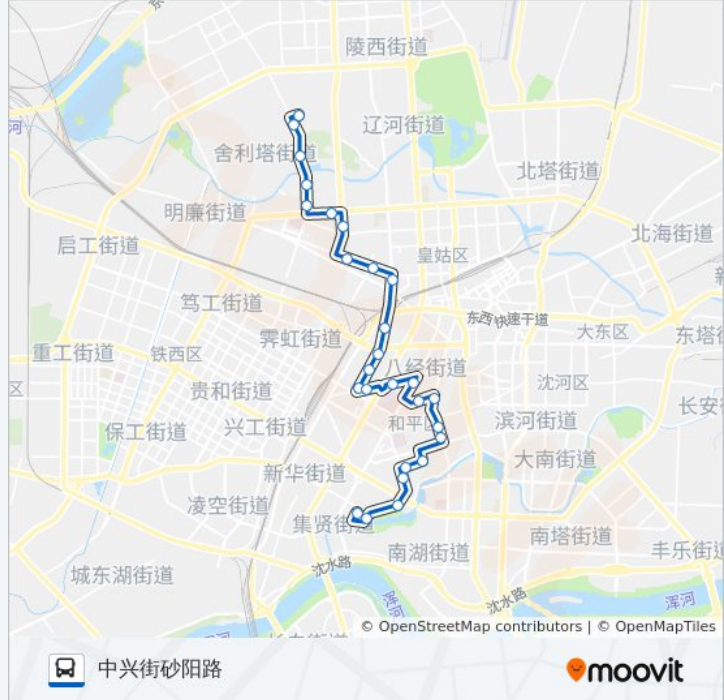 陵西街道
辽河街道
河
舍利塔街道
北塔街道
明廉街道
北海街道
启工街道
皇姑区
笃工街道
东西快速干道
霁虹街道
大东区
重工街道
铁西区
八经街道
沈河区
区
贵和街道
长安
和平区
滨河街道
保工街道
兴工街道
大南街道
新华街道
凌空街道
集贤街道
南塔街道
南湖街道
丰乐街道
沈水路
城东湖街道
浑河
沈水路
浑河
© OpenStreetMap contributors | © OpenMapTiles
中兴街砂阳路
moovit